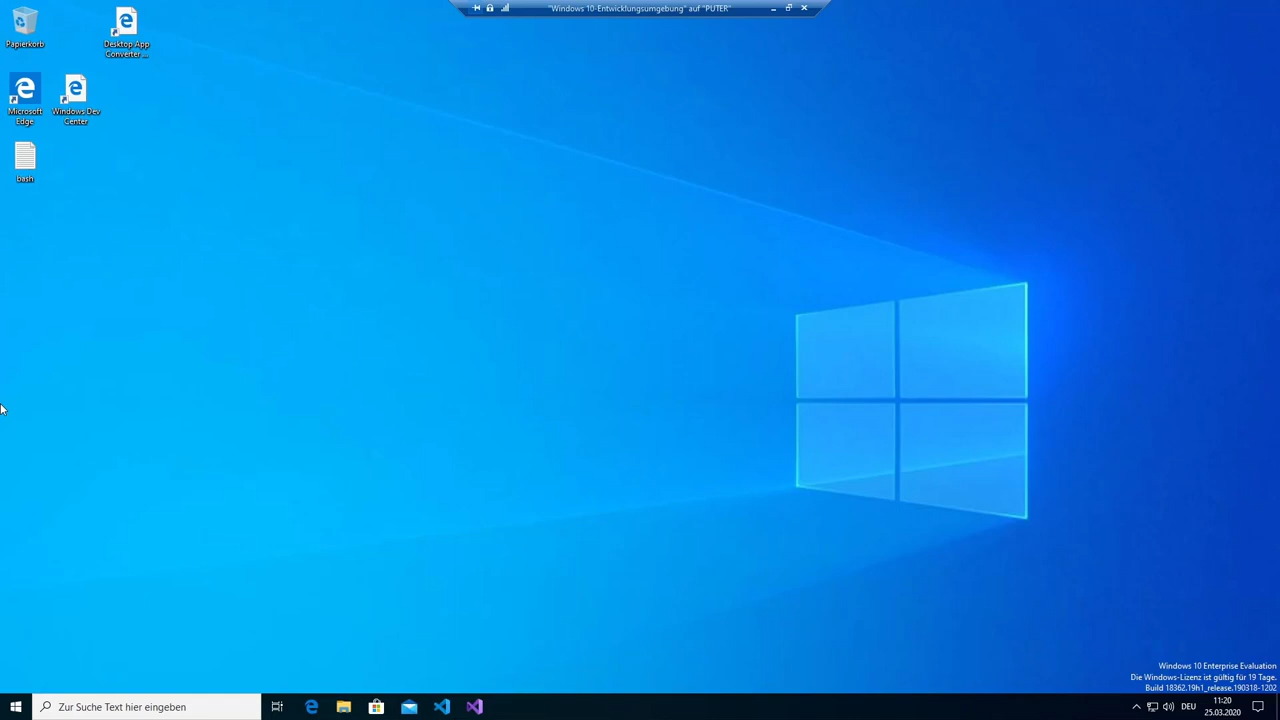 "Windows 10-Entwicklungsumgebung" auf "PUTER"
Papierkorb
Desktop App
Converter ...
Microsoft
Edge
Windows Dev
Center
bash
Windows 10 Enterprise Evaluation
Die Windows-Lizenz ist gültig für 19 Tage.
Build 18362.19h1_release.190318-1202
Zur Suche Text hier eingeben
DEU
11:20
25.03.2020